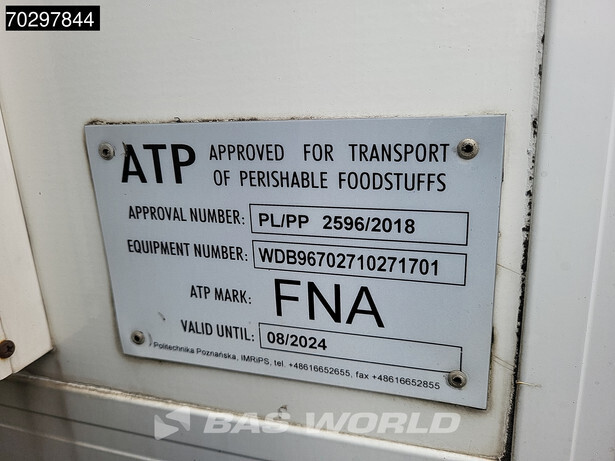 70297844
ATP APPROVED FOR TRANSPORT
OF PERISHABLE FOODSTUFFS
APPROVAL NUMBER: PL/PP 2596/2018
EQUIPMENT NUMBER: WDB96702710271701
ATP MARK: FNA
VALID UNTIL: 08/2024
Politechnika Poznańska, IMRiPS, tel. +48616652655, fax +48616652855
BAS WORLD